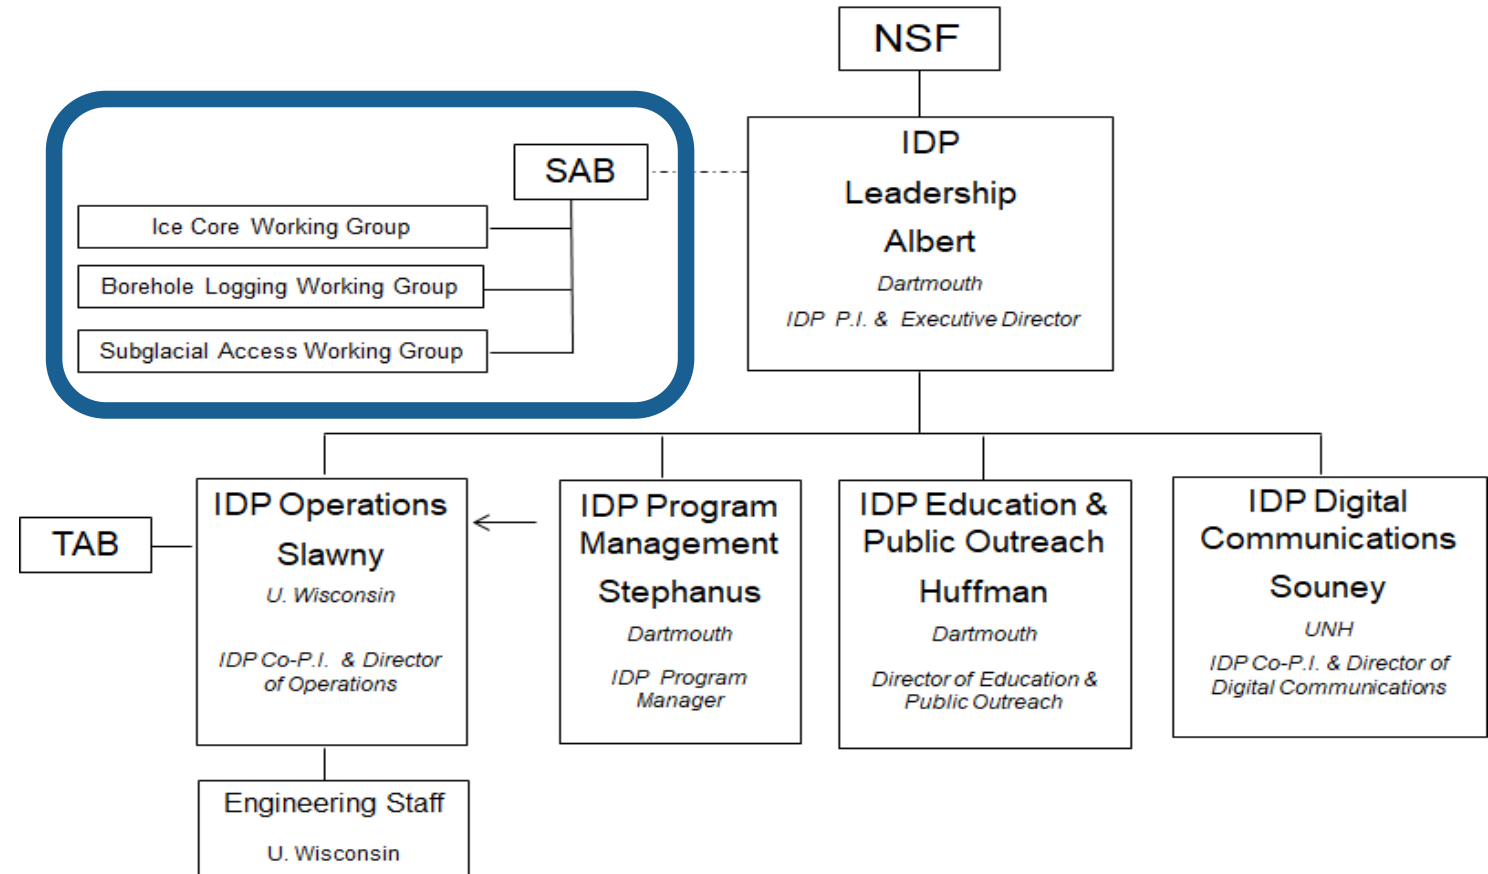 NSF
SAB
Ice Core Working Group
Borehole Logging Working Group
Subglacial Access Working Group
IDP
Leadership
Albert
Dartmouth
IDP P.I. & Executive Director
TAB
IDP Operations
Slawny
U. Wisconsin
IDP Co-P.I. & Director
of Operations
IDP Program
Management
Stephanus
Dartmouth
IDP Program
Manager
IDP Education &
Public Outreach
Huffman
Dartmouth
Director of Education &
Public Outreach
IDP Digital
Communications
Souney
UNH
IDP Co-P.I. & Director of
Digital Communications
Engineering Staff
U. Wisconsin